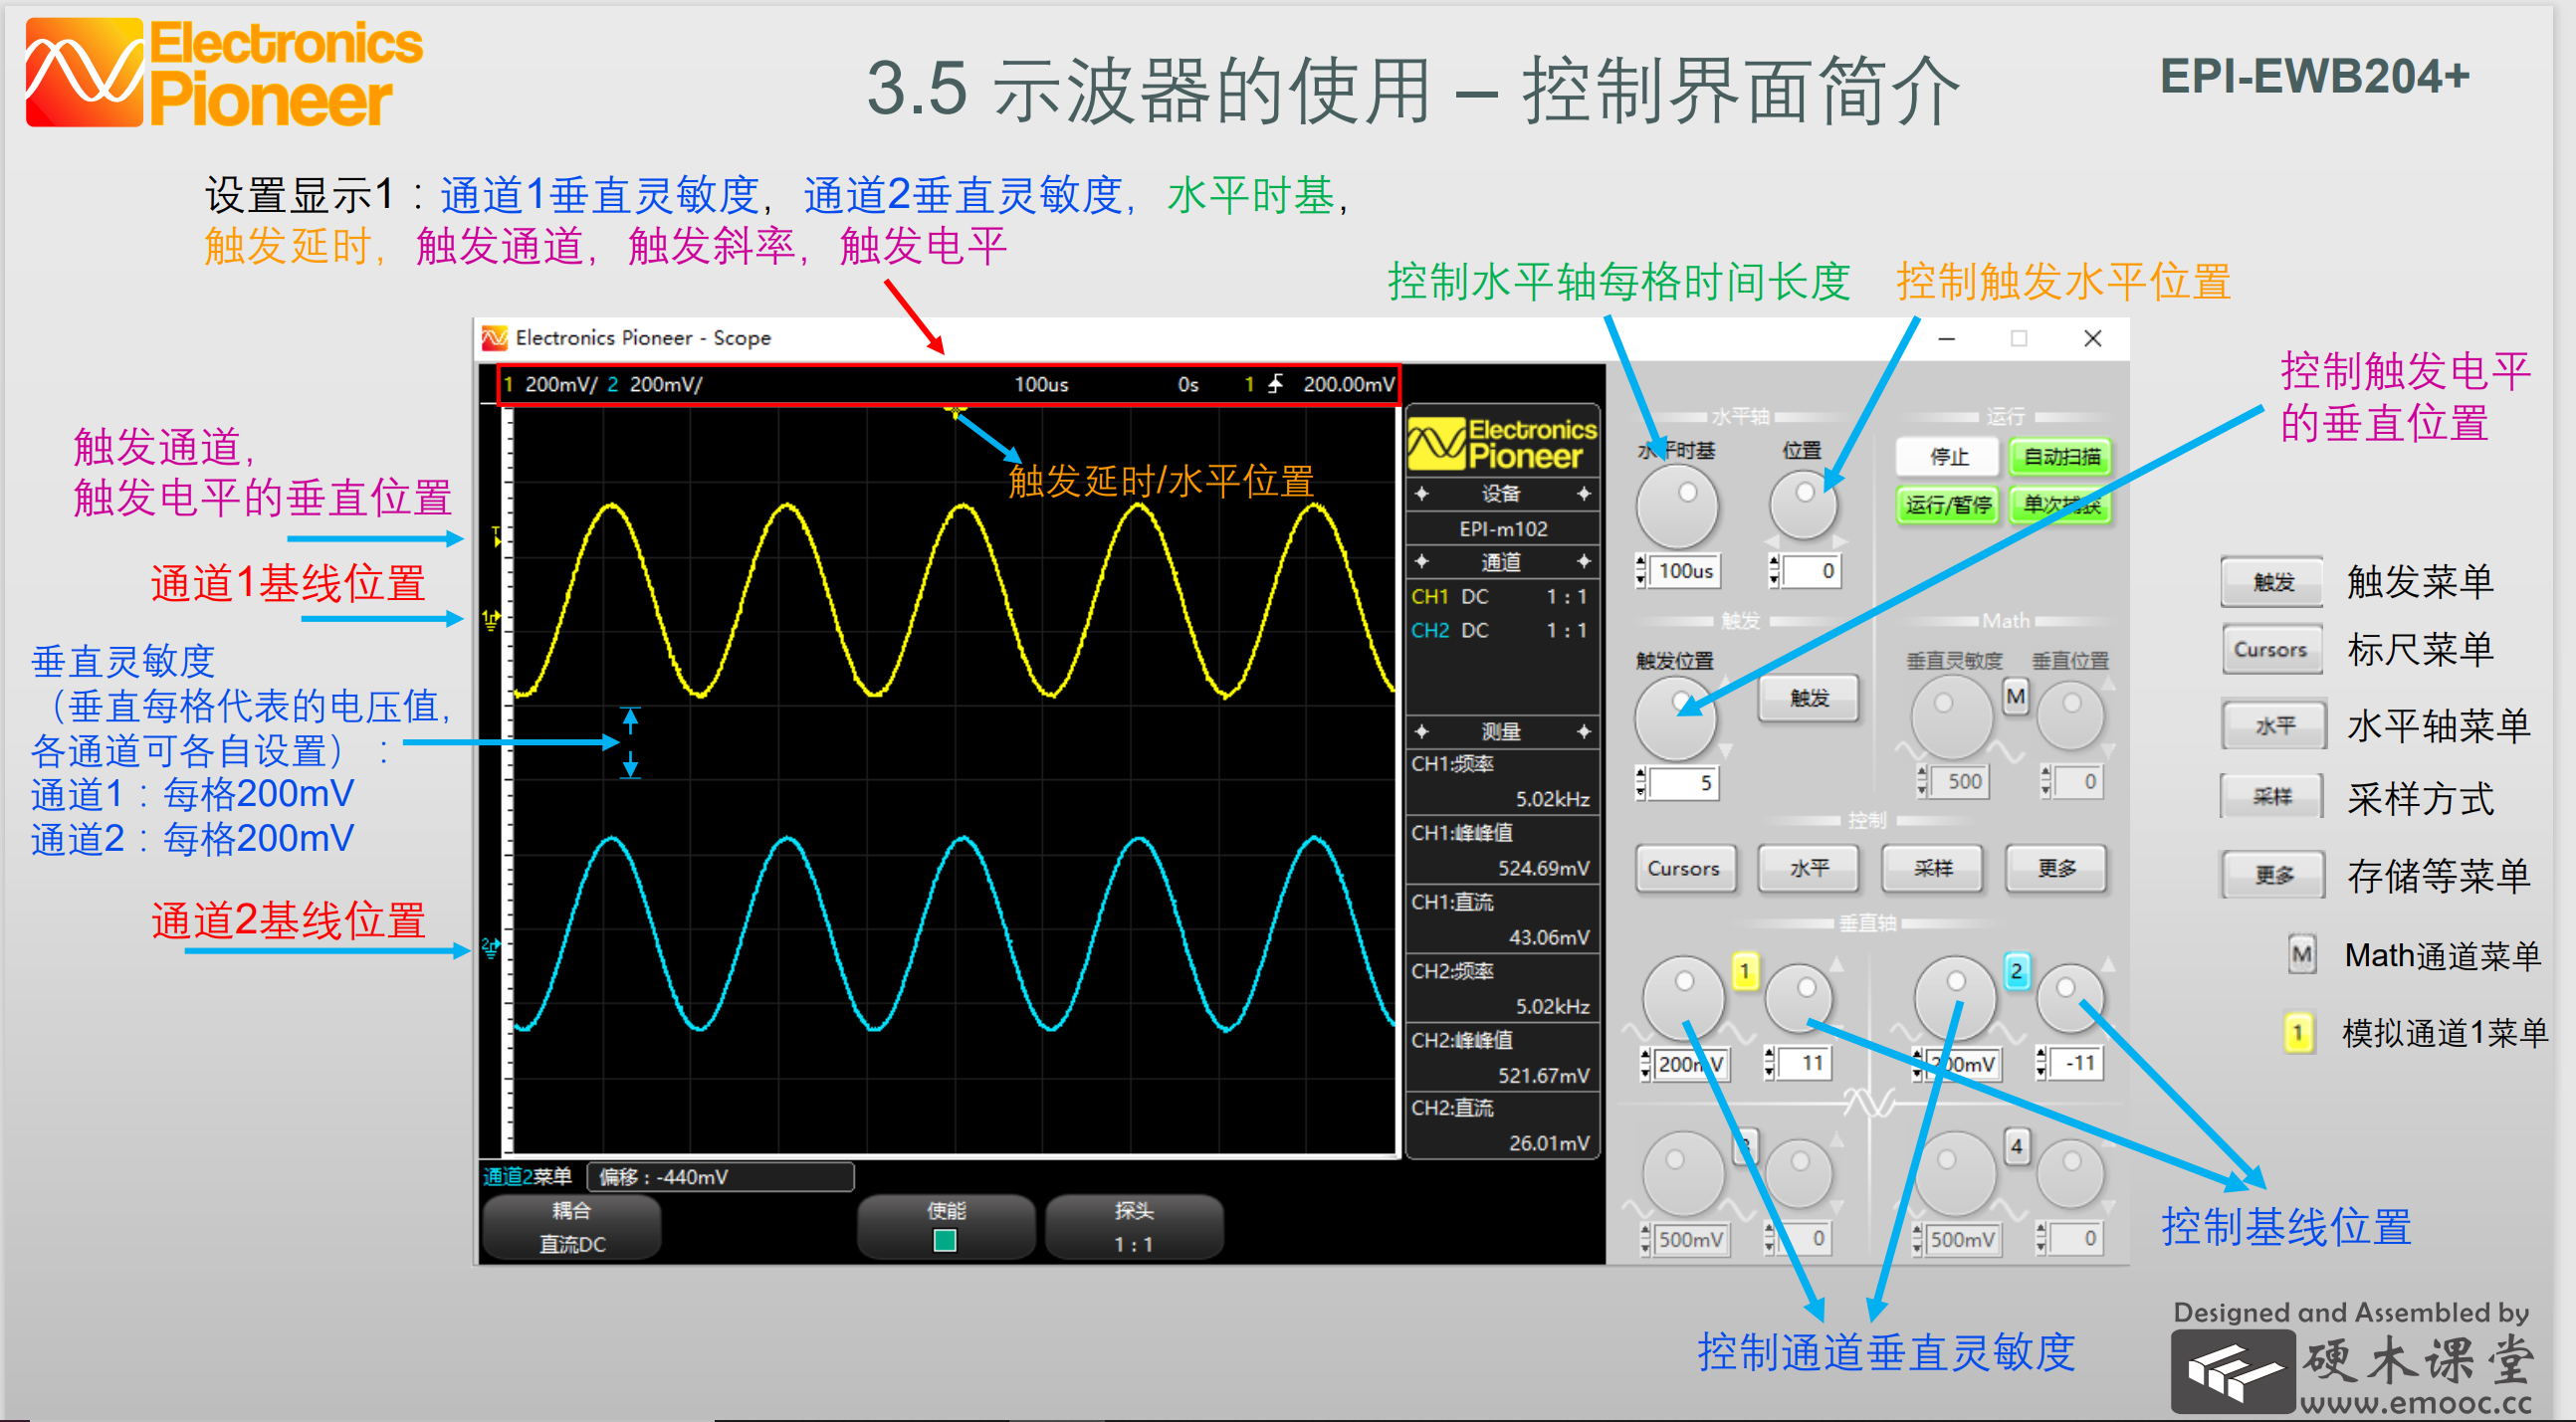 Electronics
Pioneer
3.5 示波器的使用 – 控制界面简介
EPI-EWB204+
设置显示1：通道1垂直灵敏度，通道2垂直灵敏度，水平时基，
触发延时，触发通道，触发斜率，触发电平
控制水平轴每格时间长度
控制触发水平位置
控制触发电平
的垂直位置
Electronics Pioneer - Scope
1 200mV/ 2 200mV/ 100us 0s 1 200.00mV
触发通道，
触发电平的垂直位置
通道1基线位置
垂直灵敏度
（垂直每格代表的电压值，
各通道可各自设置）：
通道1：每格200mV
通道2：每格200mV
通道2基线位置
T
1
2
触发延时/水平位置
Electronics
Pioneer
设备
EPI-m102
通道
CH1 DC 1 : 1
CH2 DC 1 : 1
测量
CH1:频率
5.02kHz
CH1:峰峰值
524.69mV
CH1:直流
43.06mV
CH2:频率
5.02kHz
CH2:峰峰值
521.67mV
CH2:直流
26.01mV
通道2菜单 偏移：-440mV
耦合
直流DC
使能
探头
1 : 1
水平轴
水平时基 位置
100us 0
运行
停止 自动扫描
运行/暂停 单次捕获
触发
触发位置
触发
5
Math
垂直灵敏度 M 垂直位置
500 0
控制
Cursors 水平 采样 更多
垂直轴
1 2
200mV 11 200mV -11
3 4
500mV 0 500mV 0
触发 触发菜单
Cursors 标尺菜单
水平 水平轴菜单
采样 采样方式
更多 存储等菜单
M Math通道菜单
1 模拟通道1菜单
控制基线位置
控制通道垂直灵敏度
Designed and Assembled by
硬木课堂
www.emooc.cc